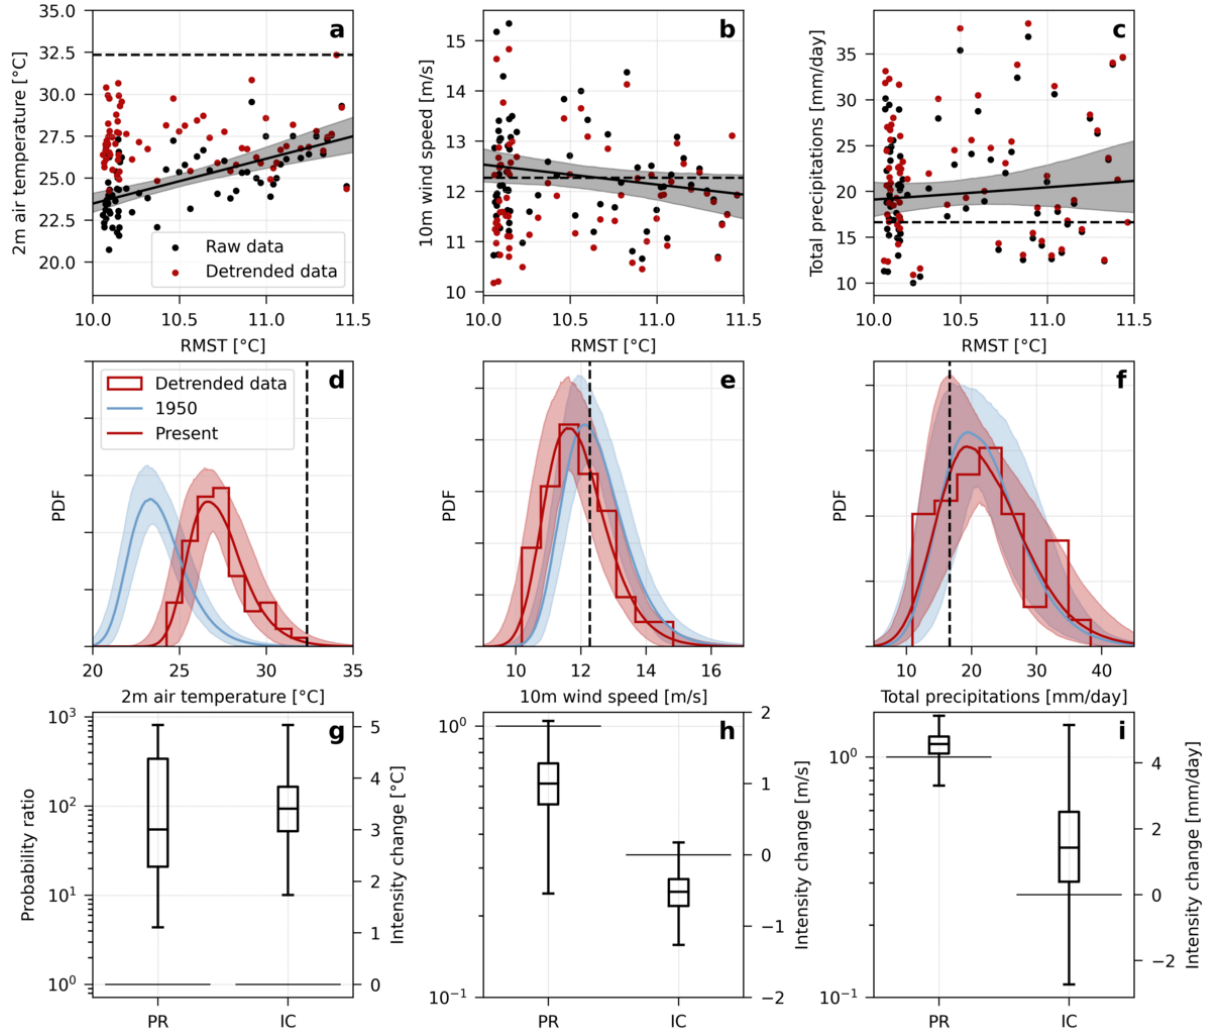 a
2m air temperature [°C]
35.0
32.5
30.0
27.5
25.0
22.5
20.0
Raw data
Detrended data
10.0 10.5 11.0 11.5
RMST [°C]
b
10m wind speed [m/s]
15
14
13
12
11
10
10.0 10.5 11.0 11.5
RMST [°C]
c
Total precipitations [mm/day]
35
30
25
20
15
10
10.0 10.5 11.0 11.5
RMST [°C]
d
PDF
Detrended data
1950
Present
20 25 30 35
2m air temperature [°C]
e
PDF
10 12 14 16
10m wind speed [m/s]
f
PDF
10 20 30 40
Total precipitations [mm/day]
g
Probability ratio
10³
10²
10¹
10⁰
5
4
3
2
1
0
Intensity change [°C]
PR IC
h
10⁰
10⁻¹
2
1
0
−1
−2
Intensity change [m/s]
PR IC
i
10⁰
10⁻¹
4
2
0
−2
Intensity change [mm/day]
PR IC